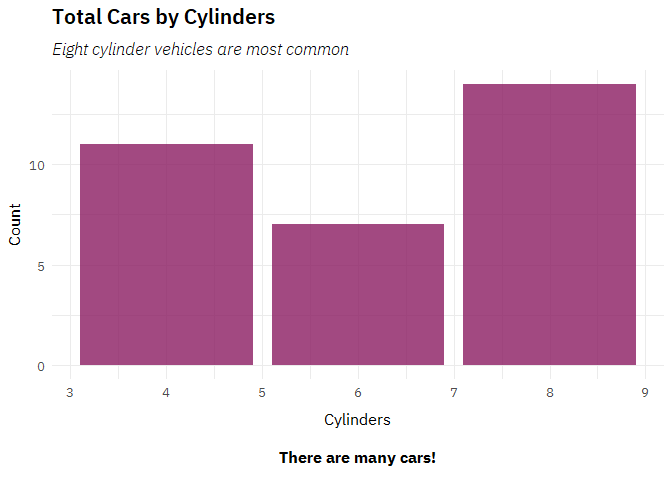 Total Cars by Cylinders
Eight cylinder vehicles are most common
Count
10
5
0
3 4 5 6 7 8 9
Cylinders
There are many cars!